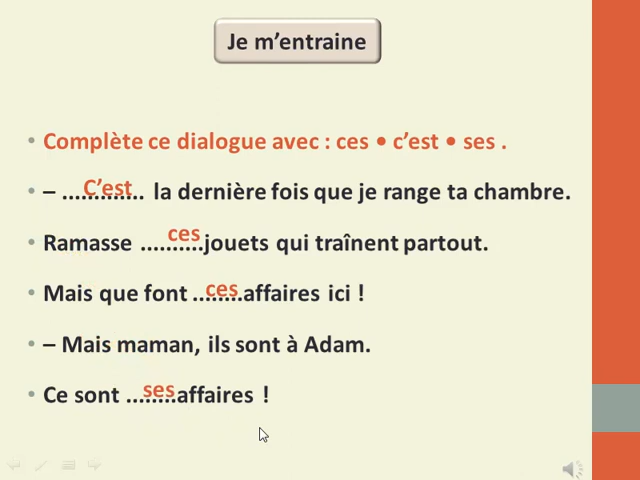 Je m'entraine
• Complète ce dialogue avec : ces • c'est • ses .
• – .....C'est..... la dernière fois que je range ta chambre.
Ramasse .....ces.....jouets qui traînent partout.
Mais que font ...ces...affaires ici !
• – Mais maman, ils sont à Adam.
• Ce sont ...ses...affaires !